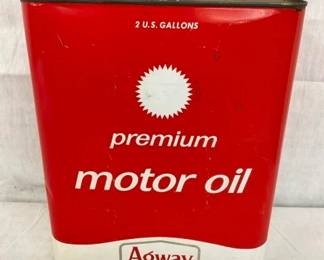 2 U.S. GALLONS
premium
motor oil
Agway